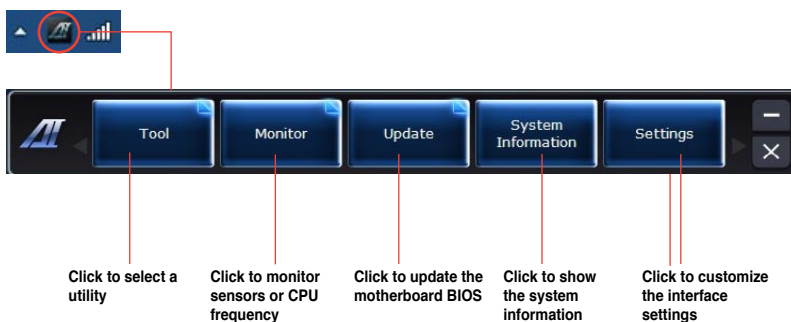 Tool
Monitor
Update
System
Information
Settings
Click to select a
utility
Click to monitor
sensors or CPU
frequency
Click to update the
motherboard BIOS
Click to show
the system
information
Click to customize
the interface
settings